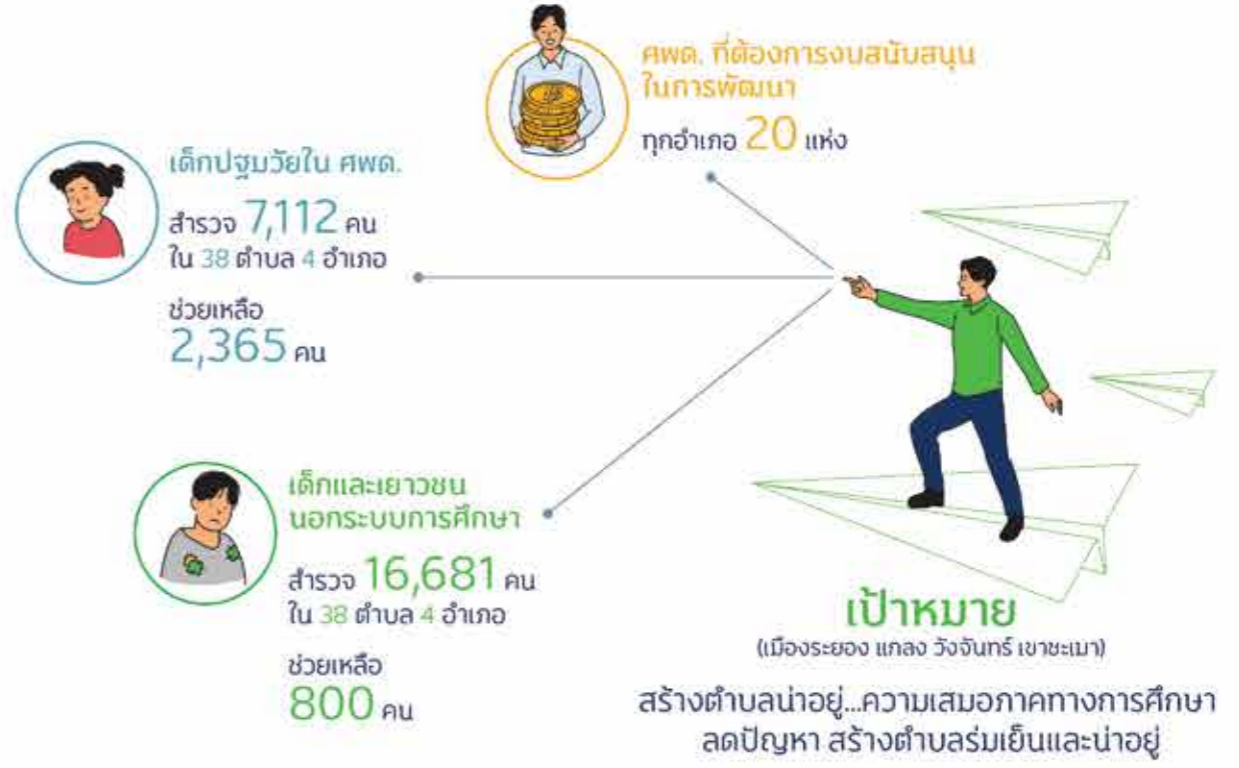 ศพด. ที่ต้องการงบสนับสนุน
ในการพัฒนา
ทุกอำเภอ 20 แห่ง
เด็กปฐมวัยใน ศพด.
สำรวจ 7,112 คน
ใน 38 ตำบล 4 อำเภอ
ช่วยเหลือ
2,365 คน
เด็กและเยาวชน
นอกระบบการศึกษา
สำรวจ 16,681 คน
ใน 38 ตำบล 4 อำเภอ
ช่วยเหลือ
800 คน
เป้าหมาย
(เมืองระยอง แกลง วังจันทร์ เขาชะเมา)
สร้างตำบลน่าอยู่...ความเสมอภาคทางการศึกษา
ลดปัญหา สร้างตำบลร่มเย็นและน่าอยู่